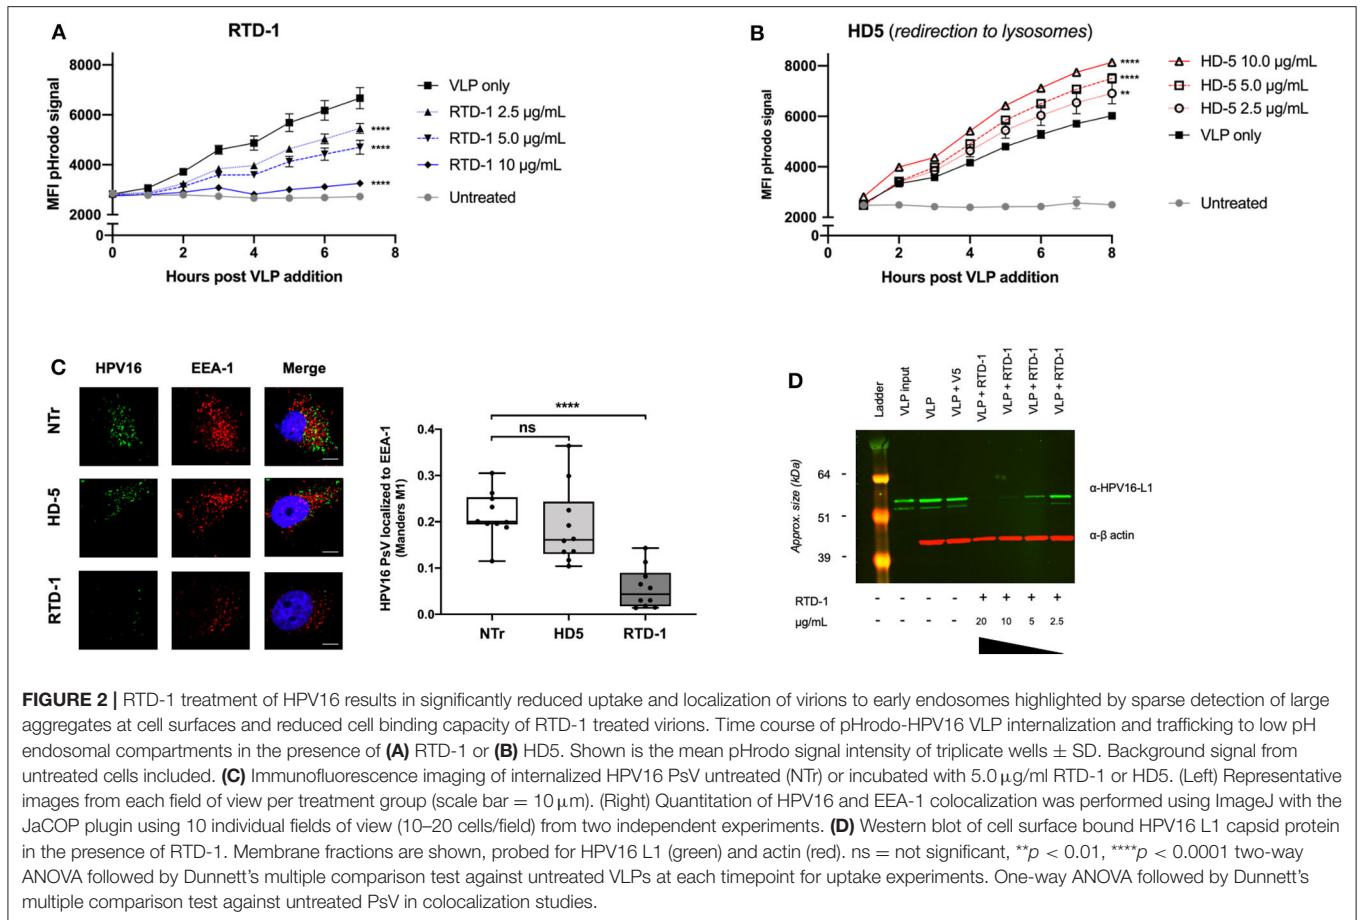 A
RTD-1
MFI pHrodo signal
8000
6000
4000
2000
0
0
2
4
6
8
Hours post VLP addition
VLP only
RTD-1 2.5 µg/mL
RTD-1 5.0 µg/mL
RTD-1 10 µg/mL
Untreated
****
****
****
B
HD5 (redirection to lysosomes)
MFI pHrodo signal
8000
6000
4000
2000
0
0
2
4
6
8
Hours post VLP addition
****
****
**
HD-5 10.0 µg/mL
HD-5 5.0 µg/mL
HD-5 2.5 µg/mL
VLP only
Untreated
C
HPV16 EEA-1 Merge
NTr
HD-5
RTD-1
HPV16 PsV localized to EEA-1
(Manders M1)
0.4
0.3
0.2
0.1
0.0
****
ns
NTr HD5 RTD-1
D
Ladder
VLP input
VLP
VLP + V5
VLP + RTD-1
VLP + RTD-1
VLP + RTD-1
VLP + RTD-1
Approx. size (kDa)
64 -
51 -
39 -
α-HPV16-L1
α-β actin
RTD-1 - - - - + + + +
µg/mL - - - - 20 10 5 2.5
FIGURE 2 | RTD-1 treatment of HPV16 results in significantly reduced uptake and localization of virions to early endosomes highlighted by sparse detection of large
aggregates at cell surfaces and reduced cell binding capacity of RTD-1 treated virions. Time course of pHrodo-HPV16 VLP internalization and trafficking to low pH
endosomal compartments in the presence of (A) RTD-1 or (B) HD5. Shown is the mean pHrodo signal intensity of triplicate wells ± SD. Background signal from
untreated cells included. (C) Immunofluorescence imaging of internalized HPV16 PsV untreated (NTr) or incubated with 5.0 µg/ml RTD-1 or HD5. (Left) Representative
images from each field of view per treatment group (scale bar = 10 µm). (Right) Quantitation of HPV16 and EEA-1 colocalization was performed using ImageJ with the
JaCOP plugin using 10 individual fields of view (10–20 cells/field) from two independent experiments. (D) Western blot of cell surface bound HPV16 L1 capsid protein
in the presence of RTD-1. Membrane fractions are shown, probed for HPV16 L1 (green) and actin (red). ns = not significant, **p < 0.01, ****p < 0.0001 two-way
ANOVA followed by Dunnett's multiple comparison test against untreated VLPs at each timepoint for uptake experiments. One-way ANOVA followed by Dunnett's
multiple comparison test against untreated PsV in colocalization studies.